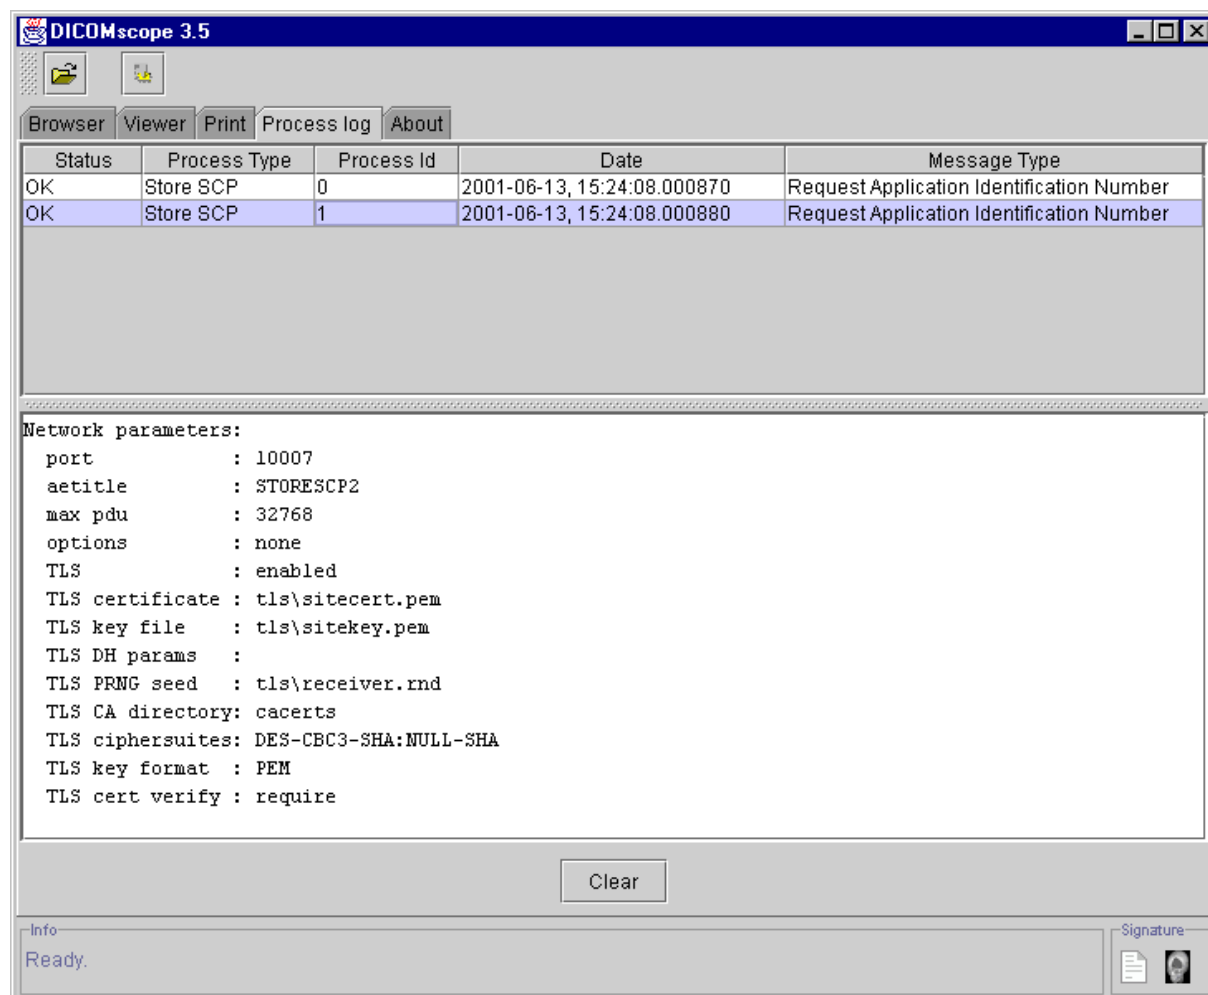 DICOMscope 3.5
Browser Viewer Print Process log About
Status Process Type Process Id Date Message Type
OK Store SCP 0 2001-06-13, 15:24:08.000870 Request Application Identification Number
OK Store SCP 1 2001-06-13, 15:24:08.000880 Request Application Identification Number
Network parameters:
port : 10007
aetitle : STORESCP2
max pdu : 32768
options : none
TLS : enabled
TLS certificate : tls\sitecert.pem
TLS key file : tls\sitekey.pem
TLS DH params :
TLS PRNG seed : tls\receiver.rnd
TLS CA directory: cacerts
TLS ciphersuites: DES-CBC3-SHA:NULL-SHA
TLS key format : PEM
TLS cert verify : require
Clear
Info Signature
Ready.